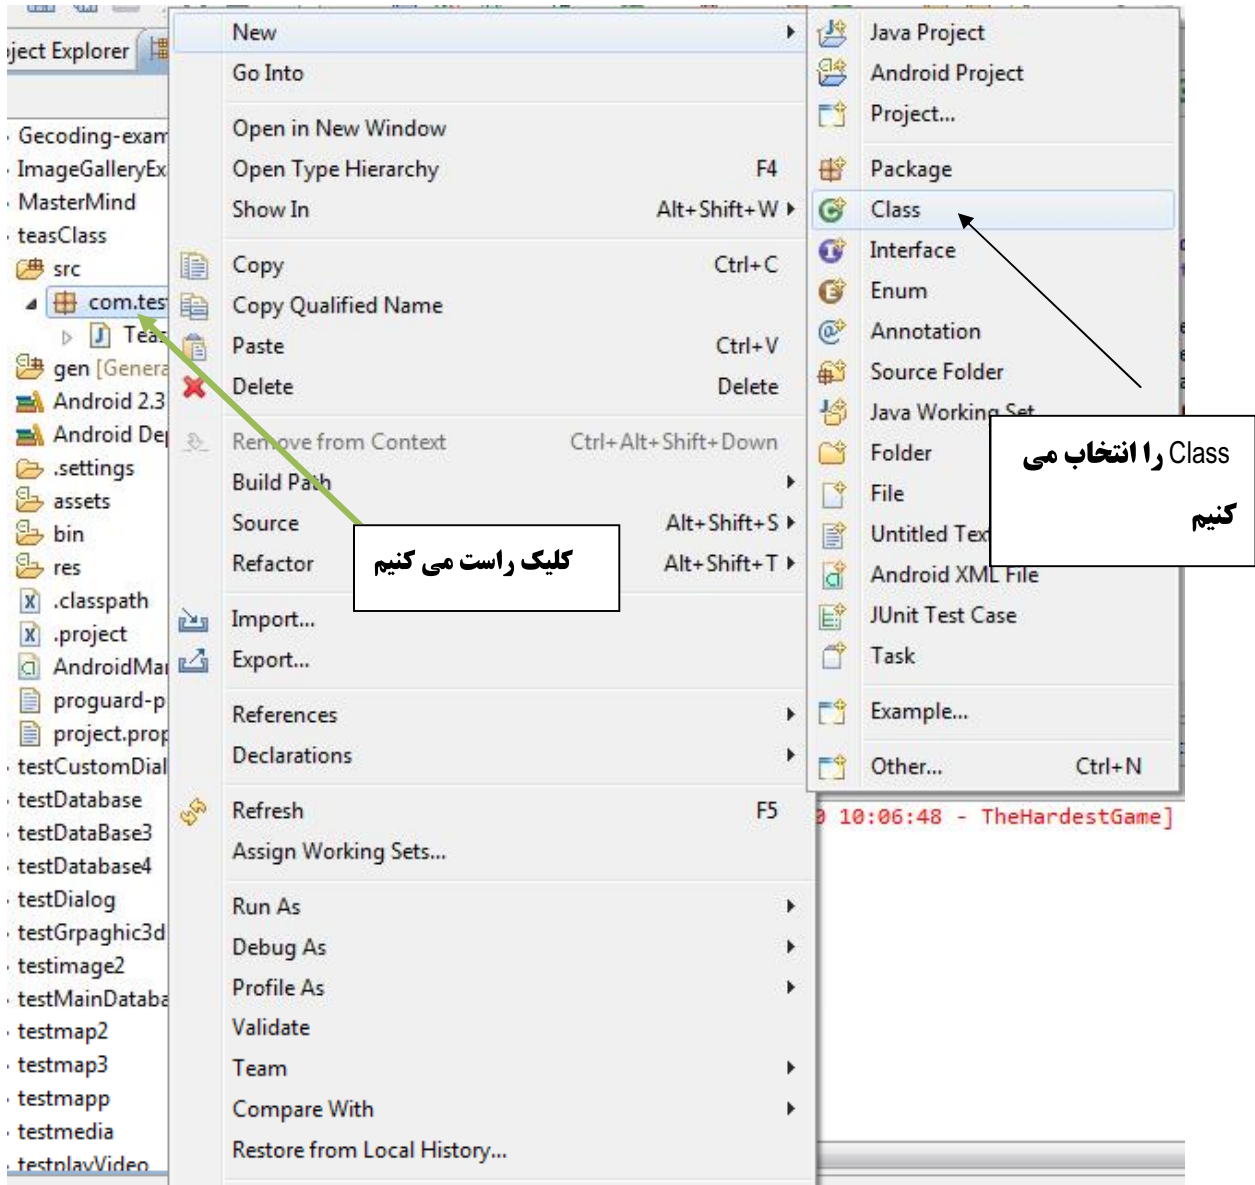 ject Explorer
Gecoding-exam
ImageGalleryEx
MasterMind
teasClass
src
com.tes
Teas
gen [Genera
Android 2.3
Android De
.settings
assets
bin
res
.classpath
.project
AndroidMa
proguard-p
project.prop
testCustomDial
testDatabase
testDataBase3
testDatabase4
testDialog
testGrpaghic3d
testimage2
testMainDataba
testmap2
testmap3
testmapp
testmedia
testplayVideo
New
Go Into
Open in New Window
Open Type Hierarchy F4
Show In Alt+Shift+W
Copy Ctrl+C
Copy Qualified Name
Paste Ctrl+V
Delete Delete
Remove from Context Ctrl+Alt+Shift+Down
Build Path
Source Alt+Shift+S
Refactor Alt+Shift+T
Import...
Export...
References
Declarations
Refresh F5
Assign Working Sets...
Run As
Debug As
Profile As
Validate
Team
Compare With
Restore from Local History...
Java Project
Android Project
Project...
Package
Class
Interface
Enum
Annotation
Source Folder
Java Working Set
Folder
File
Untitled Tex
Android XML File
JUnit Test Case
Task
Example...
Other... Ctrl+N
کلیک راست می کنیم
Class را انتخاب می
کنیم
10:06:48 - TheHardestGame]